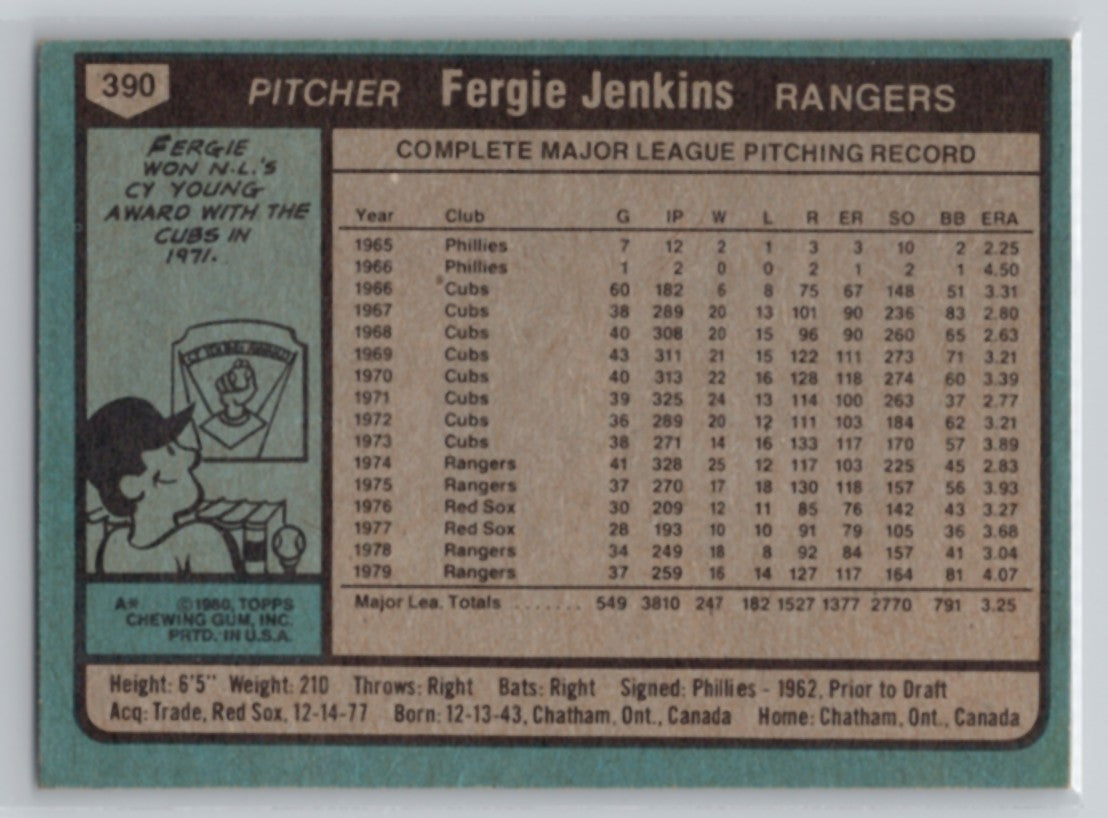 390 PITCHER Fergie Jenkins RANGERS
FERGIE
WON N.L.'S
CY YOUNG
AWARD WITH THE
CUBS IN
1971.
CY YOUNG AWARD
A* ©1980, TOPPS
CHEWING GUM, INC.
PRTD. IN U.S.A.
COMPLETE MAJOR LEAGUE PITCHING RECORD
Year Club G IP W L R ER SO BB ERA
1965 Phillies 7 12 2 1 3 3 10 2 2.25
1966 Phillies 1 2 0 0 2 1 2 1 4.50
1966 Cubs 60 182 6 8 75 67 148 51 3.31
1967 Cubs 38 289 20 13 101 90 236 83 2.80
1968 Cubs 40 308 20 15 96 90 260 65 2.63
1969 Cubs 43 311 21 15 122 111 273 71 3.21
1970 Cubs 40 313 22 16 128 118 274 60 3.39
1971 Cubs 39 325 24 13 114 100 263 37 2.77
1972 Cubs 36 289 20 12 111 103 184 62 3.21
1973 Cubs 38 271 14 16 133 117 170 57 3.89
1974 Rangers 41 328 25 12 117 103 225 45 2.83
1975 Rangers 37 270 17 18 130 118 157 56 3.93
1976 Red Sox 30 209 12 11 85 76 142 43 3.27
1977 Red Sox 28 193 10 10 91 79 105 36 3.68
1978 Rangers 34 249 18 8 92 84 157 41 3.04
1979 Rangers 37 259 16 14 127 117 164 81 4.07
Major Lea. Totals ....... 549 3810 247 182 1527 1377 2770 791 3.25
Height: 6'5" Weight: 210 Throws: Right Bats: Right Signed: Phillies - 1962, Prior to Draft
Acq: Trade, Red Sox, 12-14-77 Born: 12-13-43, Chatham, Ont., Canada Home: Chatham, Ont., Canada